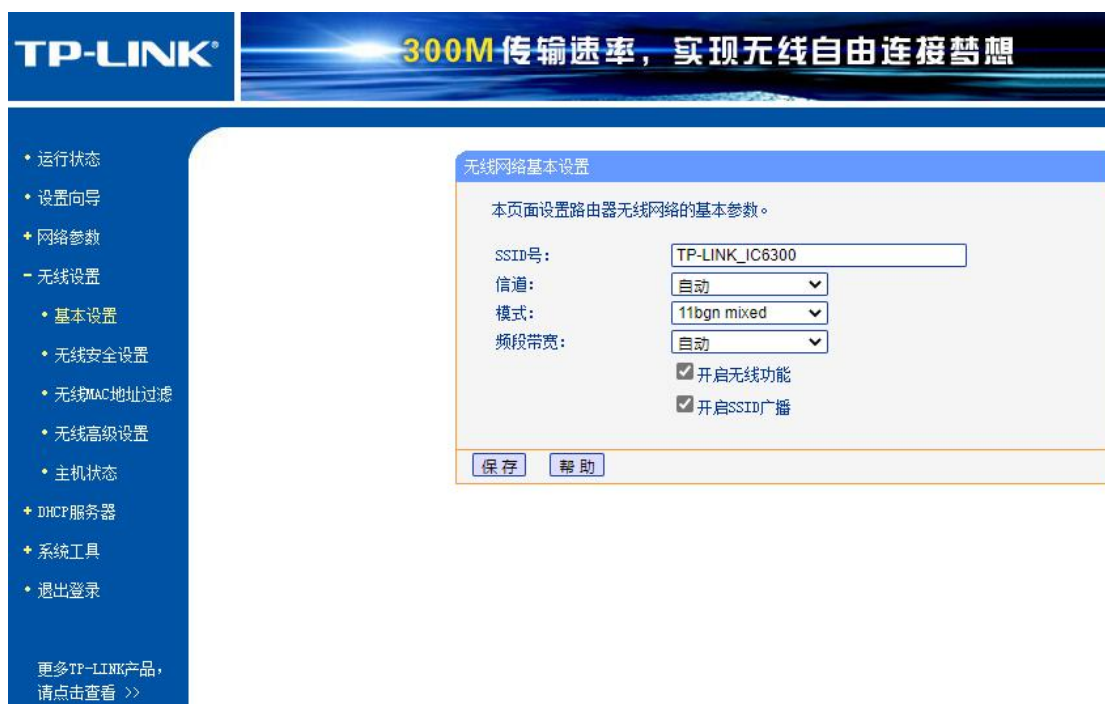 TP-LINK®
300M 传输速率，实现无线自由连接梦想
运行状态
设置向导
网络参数
无线设置
基本设置
无线安全设置
无线MAC地址过滤
无线高级设置
主机状态
DHCP服务器
系统工具
退出登录
更多TP-LINK产品，
请点击查看 >>
无线网络基本设置
本页面设置路由器无线网络的基本参数。
SSID号： TP-LINK_IC6300
信道： 自动
模式： 11bgn mixed
频段带宽： 自动
开启无线功能
开启SSID广播
保存 帮助